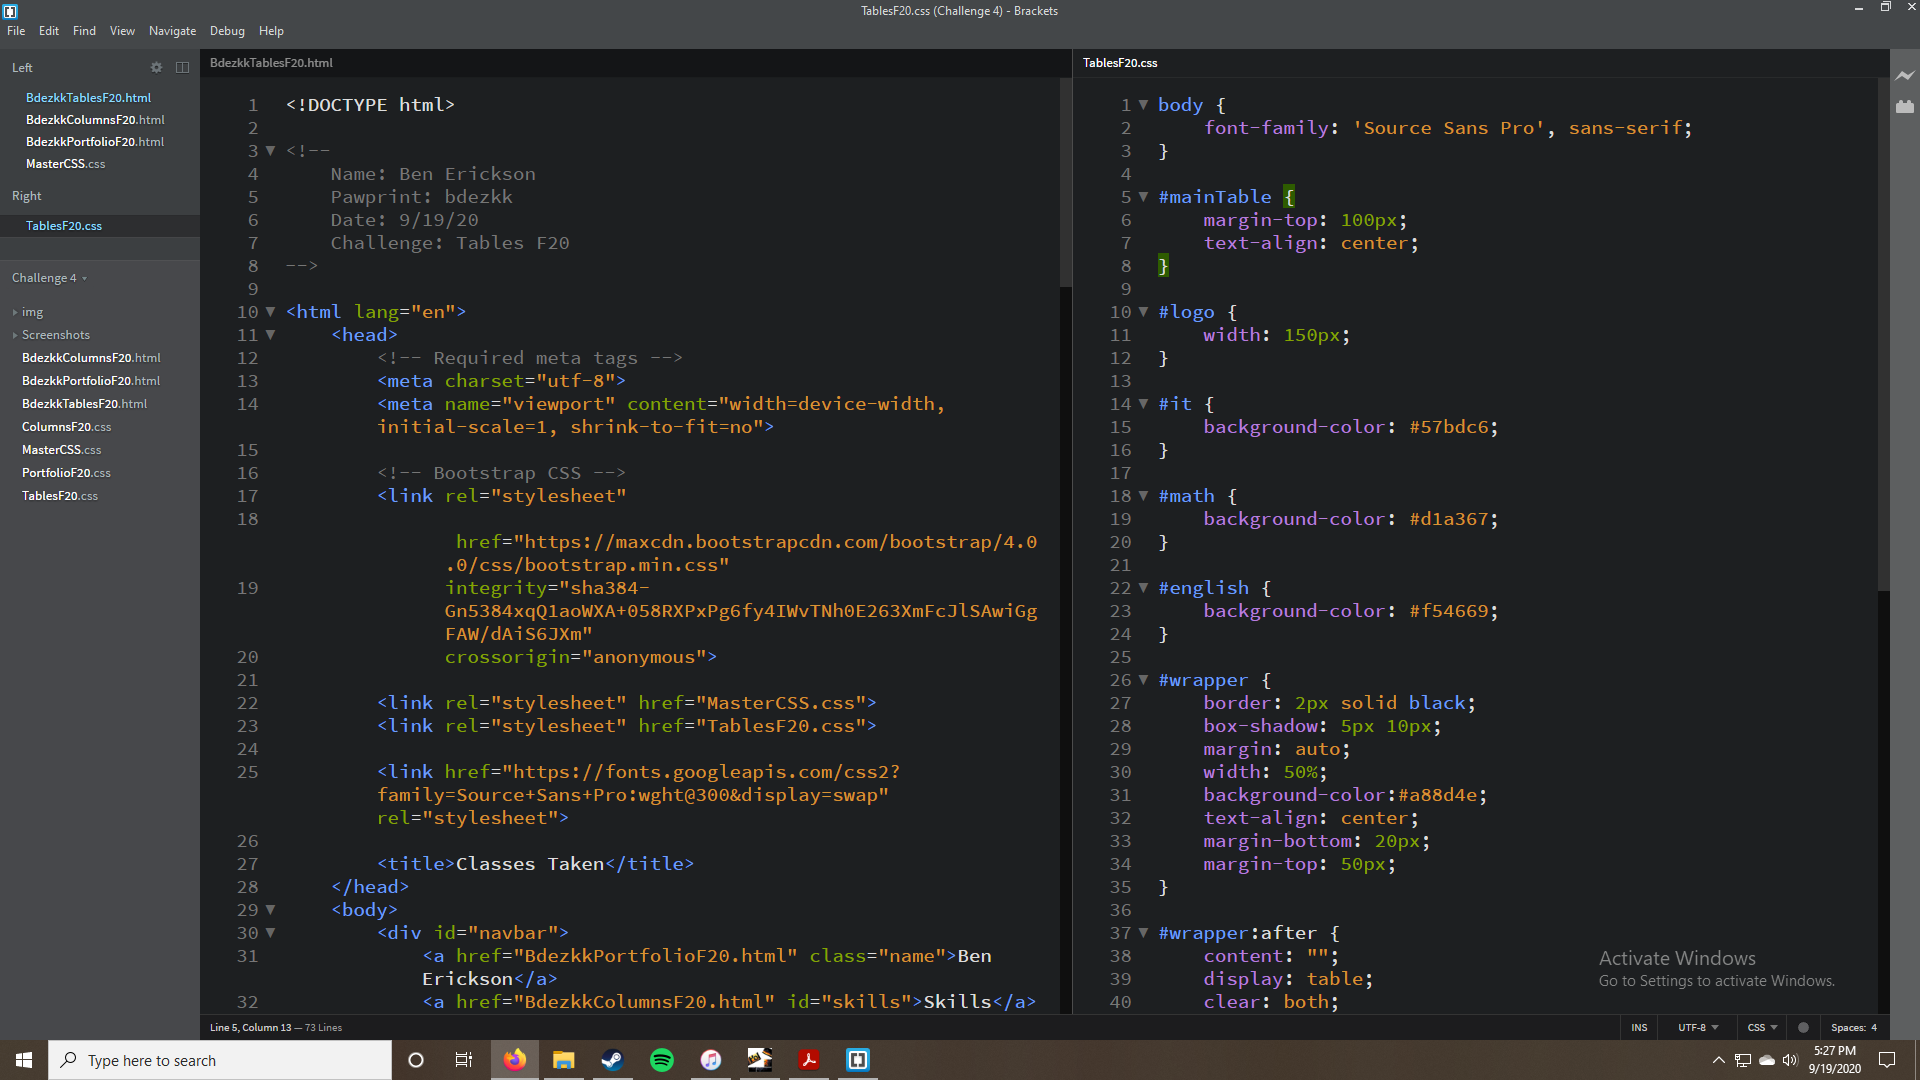 TablesF20.css (Challenge 4) - Brackets
File Edit Find View Navigate Debug Help
Left
BdezkkTablesF20.html
BdezkkColumnsF20.html
BdezkkPortfolioF20.html
MasterCSS.css
Right
TablesF20.css
Challenge 4
img
Screenshots
BdezkkColumnsF20.html
BdezkkPortfolioF20.html
BdezkkTablesF20.html
ColumnsF20.css
MasterCSS.css
PortfolioF20.css
TablesF20.css
BdezkkTablesF20.html
1 <!DOCTYPE html>
2
3 <!--
4 Name: Ben Erickson
5 Pawprint: bdezkk
6 Date: 9/19/20
7 Challenge: Tables F20
8 -->
9
10 <html lang="en">
11 <head>
12 <!-- Required meta tags -->
13 <meta charset="utf-8">
14 <meta name="viewport" content="width=device-width,
initial-scale=1, shrink-to-fit=no">
15
16 <!-- Bootstrap CSS -->
17 <link rel="stylesheet"
18
href="https://maxcdn.bootstrapcdn.com/bootstrap/4.0
.0/css/bootstrap.min.css"
19 integrity="sha384-
Gn5384xqQ1aoWXA+058RXPxPg6fy4IWvTNh0E263XmFcJlSAwiGg
FAW/dAiS6JXm"
20 crossorigin="anonymous">
21
22 <link rel="stylesheet" href="MasterCSS.css">
23 <link rel="stylesheet" href="TablesF20.css">
24
25 <link href="https://fonts.googleapis.com/css2?
family=Source+Sans+Pro:wght@300&display=swap"
rel="stylesheet">
26
27 <title>Classes Taken</title>
28 </head>
29 <body>
30 <div id="navbar">
31 <a href="BdezkkPortfolioF20.html" class="name">Ben
Erickson</a>
32 <a href="BdezkkColumnsF20.html" id="skills">Skills</a>
TablesF20.css
1 body {
2 font-family: 'Source Sans Pro', sans-serif;
3 }
4
5 #mainTable {
6 margin-top: 100px;
7 text-align: center;
8 }
9
10 #logo {
11 width: 150px;
12 }
13
14 #it {
15 background-color: #57bdc6;
16 }
17
18 #math {
19 background-color: #d1a367;
20 }
21
22 #english {
23 background-color: #f54669;
24 }
25
26 #wrapper {
27 border: 2px solid black;
28 box-shadow: 5px 10px;
29 margin: auto;
30 width: 50%;
31 background-color:#a88d4e;
32 text-align: center;
33 margin-bottom: 20px;
34 margin-top: 50px;
35 }
36
37 #wrapper:after {
38 content: "";
39 display: table;
40 clear: both;
Activate Windows
Go to Settings to activate Windows.
Line 5, Column 13 — 73 Lines
INS UTF-8 CSS Spaces: 4
Type here to search
5:27 PM
9/19/2020